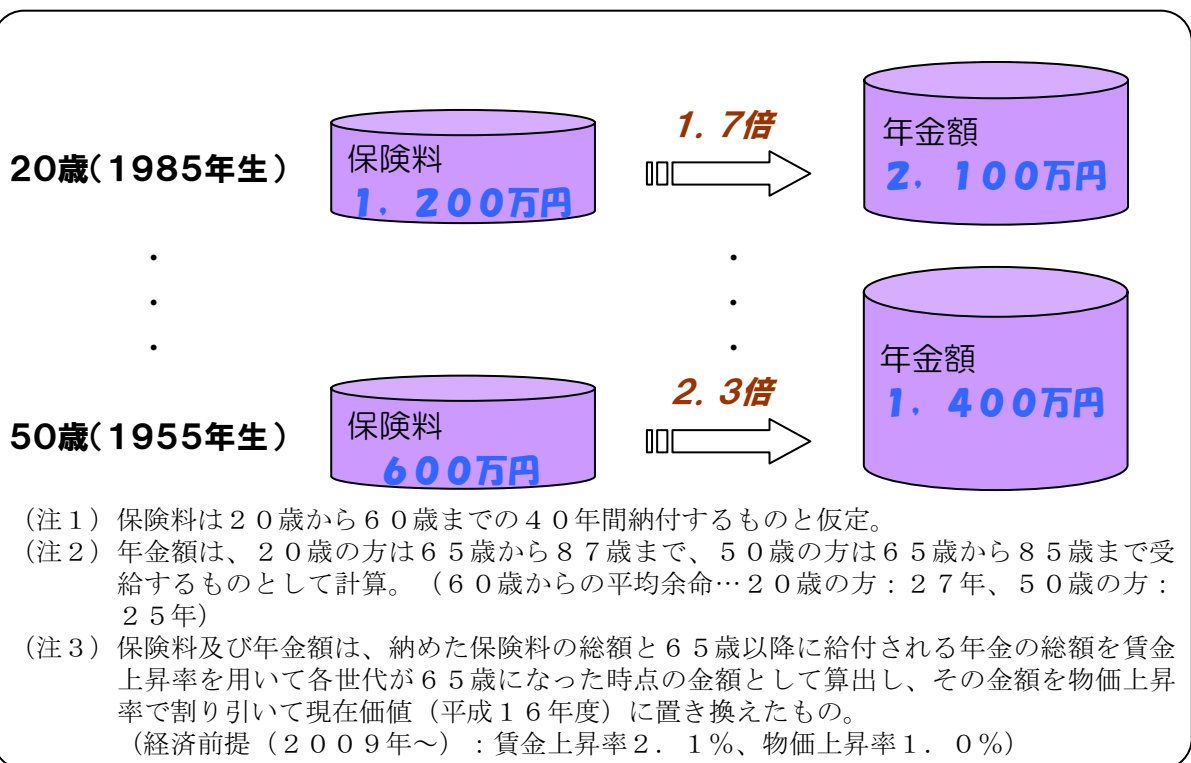 1．7倍
20歳（1985年生）
保険料
1，200万円
年金額
2，100万円
2．3倍
50歳（1955年生）
保険料
600万円
年金額
1，400万円
（注１）保険料は２０歳から６０歳までの４０年間納付するものと仮定。
（注２）年金額は、２０歳の方は６５歳から８７歳まで、５０歳の方は６５歳から８５歳まで受
給するものとして計算。（６０歳からの平均余命…２０歳の方：２７年、５０歳の方：
２５年）
（注３）保険料及び年金額は、納めた保険料の総額と６５歳以降に給付される年金の総額を賃金
上昇率を用いて各世代が６５歳になった時点の金額として算出し、その金額を物価上昇
率で割り引いて現在価値（平成１６年度）に置き換えたもの。
（経済前提（２００９年～）：賃金上昇率２．１％、物価上昇率１．０％）